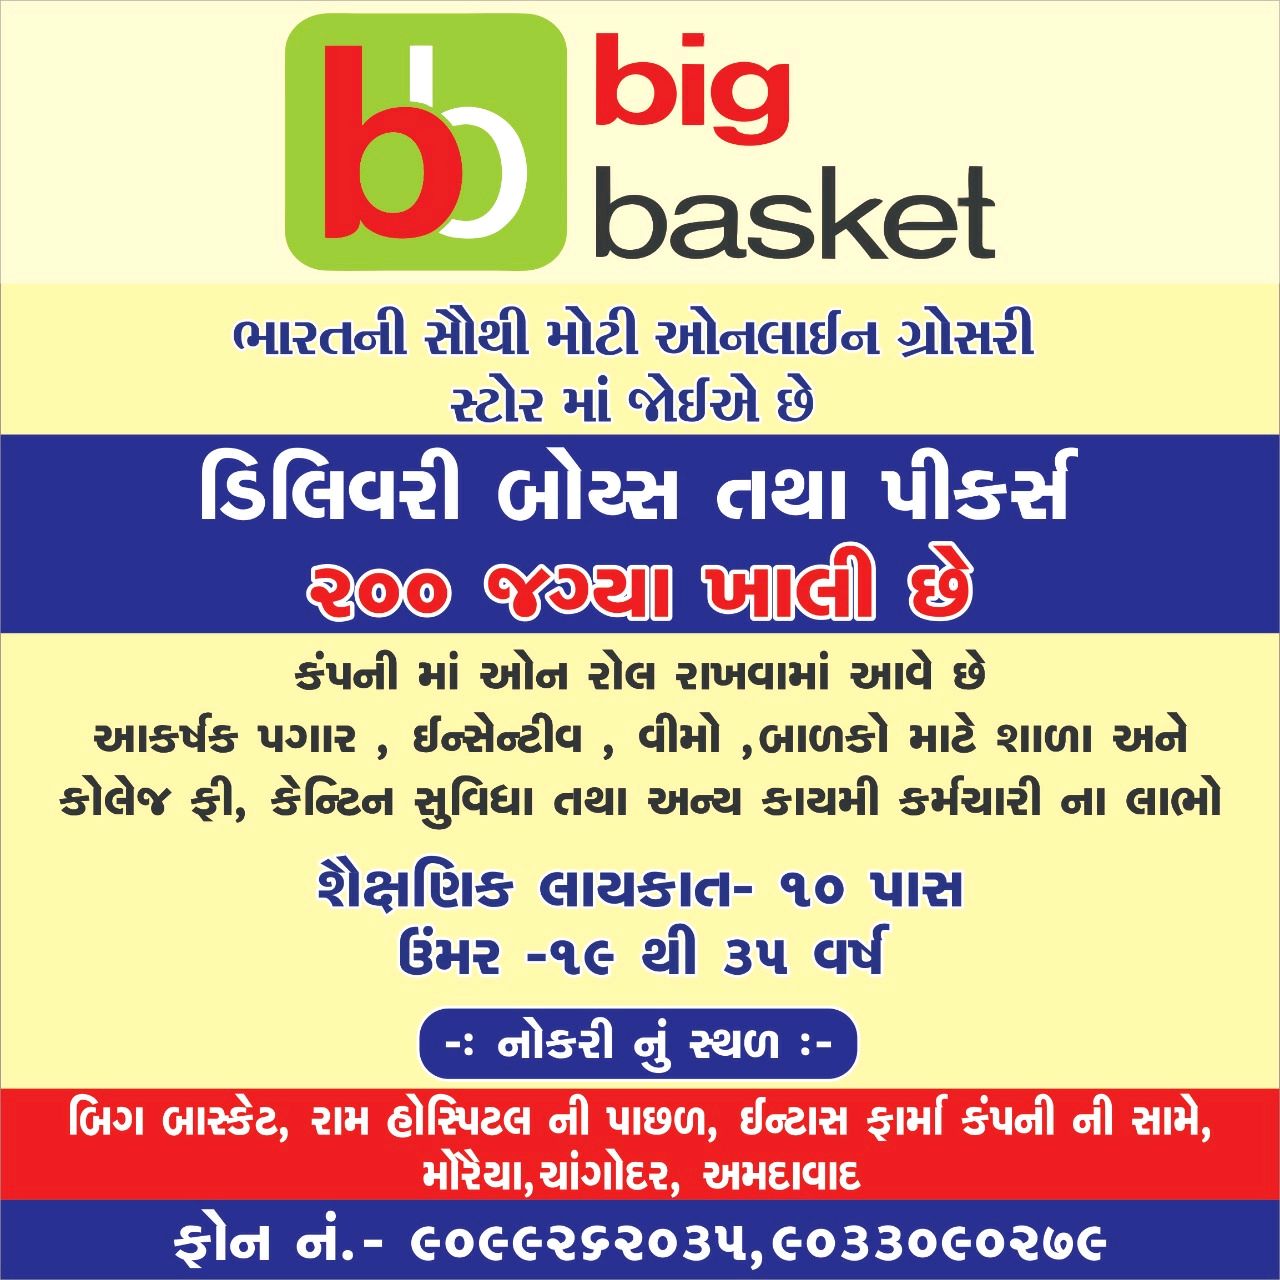 bb
big
basket
ભારતની સૌથી મોટી ઓનલાઈન ગ્રોસરી
સ્ટોર માં જોઈએ છે
ડિલિવરી બોય્સ તથા પીકર્સ
૨૦૦ જગ્યા ખાલી છે
કંપની માં ઓન રોલ રાખવામાં આવે છે
આકર્ષક પગાર , ઈન્સેન્ટીવ , વીમો ,બાળકો માટે શાળા અને
કોલેજ ફી, કેન્ટિન સુવિધા તથા અન્ય કાયમી કર્મચારી ના લાભો
શૈક્ષણિક લાયકાત- ૧૦ પાસ
ઉંમર -૧૯ થી ૩૫ વર્ષ
-ઃ નોકરી નું સ્થળ ઃ-
બિગ બાસ્કેટ, રામ હોસ્પિટલ ની પાછળ, ઈન્ટાસ ફાર્મા કંપની ની સામે,
મોરૈયા,ચાંગોદર, અમદાવાદ
ફોન નં.- ૯૦૯૯૨૬૨૦૩૫,૯૦૩૩૦૯૦૨૭૯